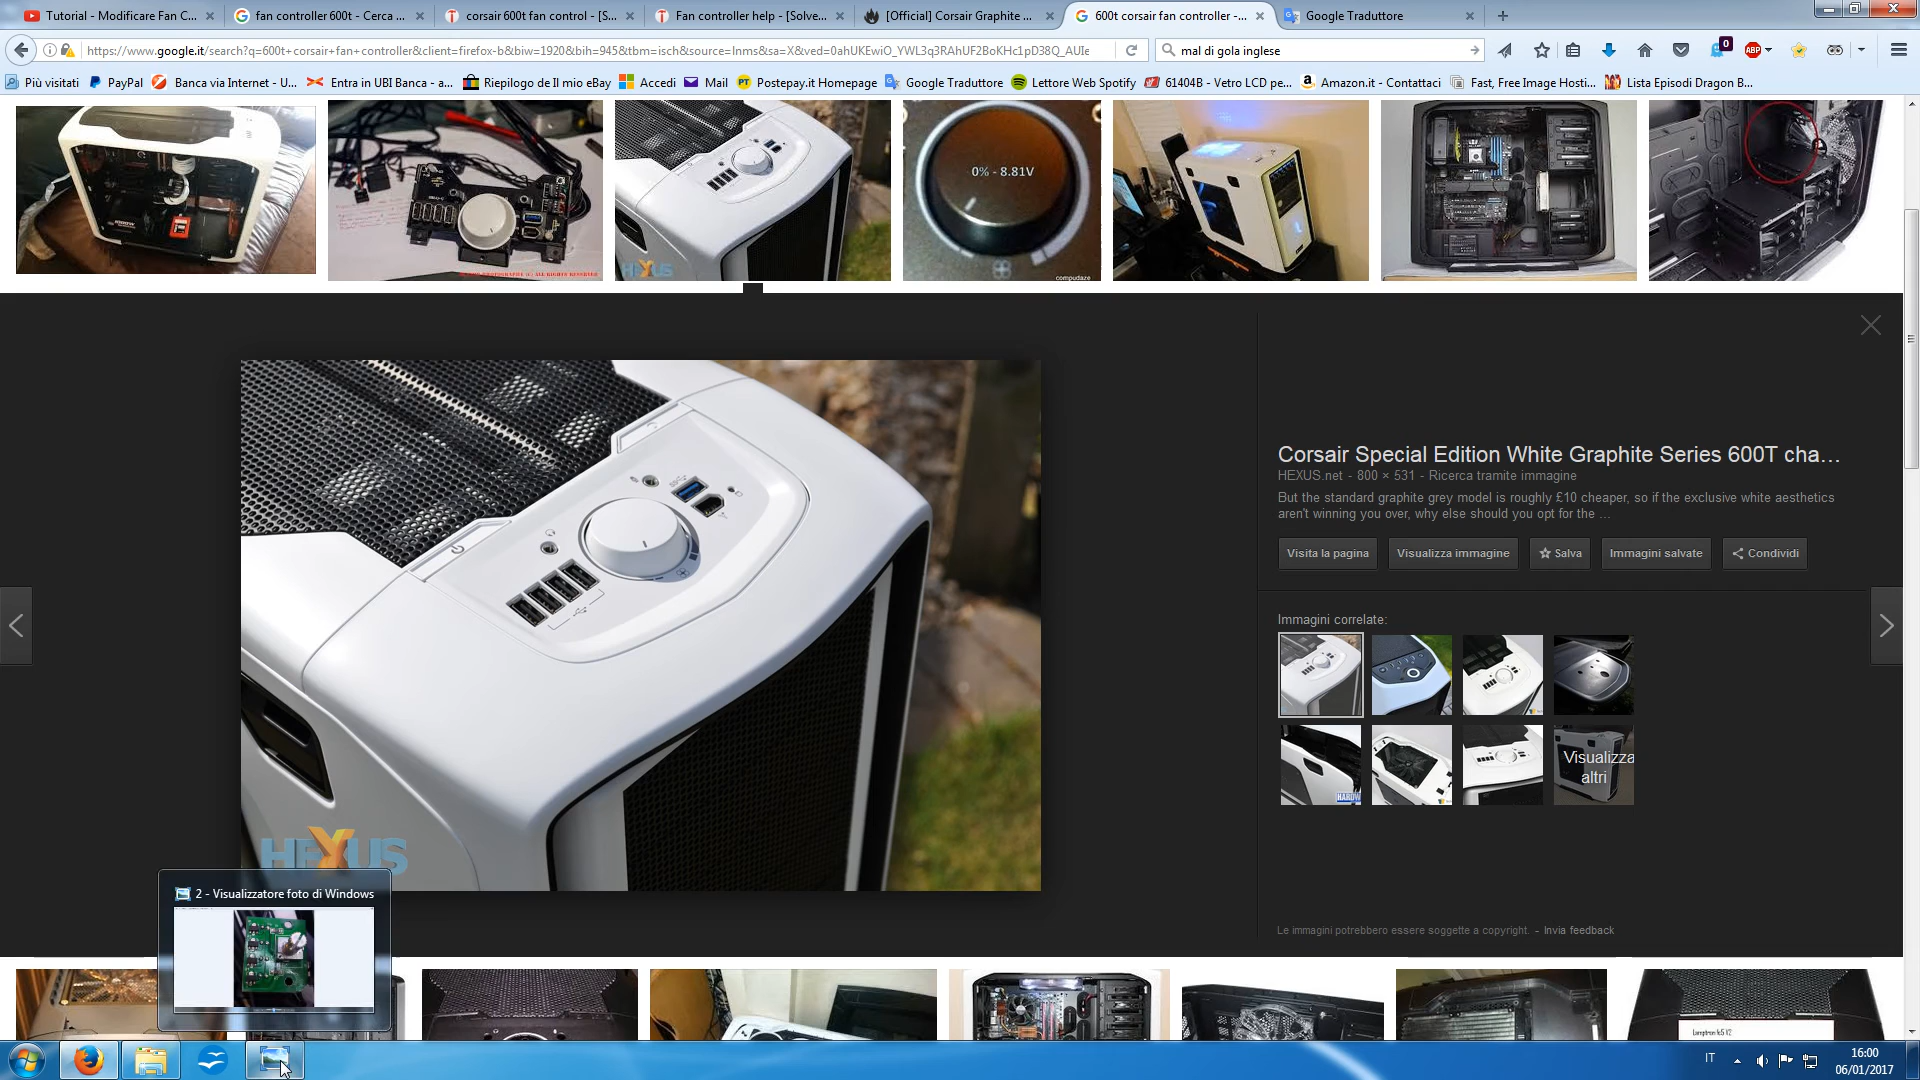 Tutorial - Modificare Fan C...
fan controller 600t - Cerca ...
corsair 600t fan control - [S...
Fan controller help - [Solve...
[Official] Corsair Graphite ...
600t corsair fan controller -...
Google Traduttore
https://www.google.it/search?q=600t+corsair+fan+controller&client=firefox-b&biw=1920&bih=945&tbm=isch&source=lnms&sa=X&ved=0ahUKEwiO_YWL3q3RAhUF2BoKHc1pD38Q_AUIe
mal di gola inglese
0
ABP
Più visitati
PayPal
Banca via Internet - U...
Entra in UBI Banca - a...
Riepilogo de Il mio eBay
Accedi
Mail
Postepay.it Homepage
Google Traduttore
Lettore Web Spotify
61404B - Vetro LCD pe...
Amazon.it - Contattaci
Fast, Free Image Hosti...
Lista Episodi Dragon B...
HEXUS
0% - 8.81V
compudaze
Corsair Special Edition White Graphite Series 600T cha...
HEXUS.net - 800 × 531 - Ricerca tramite immagine
But the standard graphite grey model is roughly £10 cheaper, so if the exclusive white aesthetics
aren't winning you over, why else should you opt for the ...
Visita la pagina
Visualizza immagine
Salva
Immagini salvate
Condividi
Immagini correlate:
HARDW
Visualizza
altri
HEXUS
2 - Visualizzatore foto di Windows
Le immagini potrebbero essere soggette a copyright. - Invia feedback
IT
16:00
06/01/2017